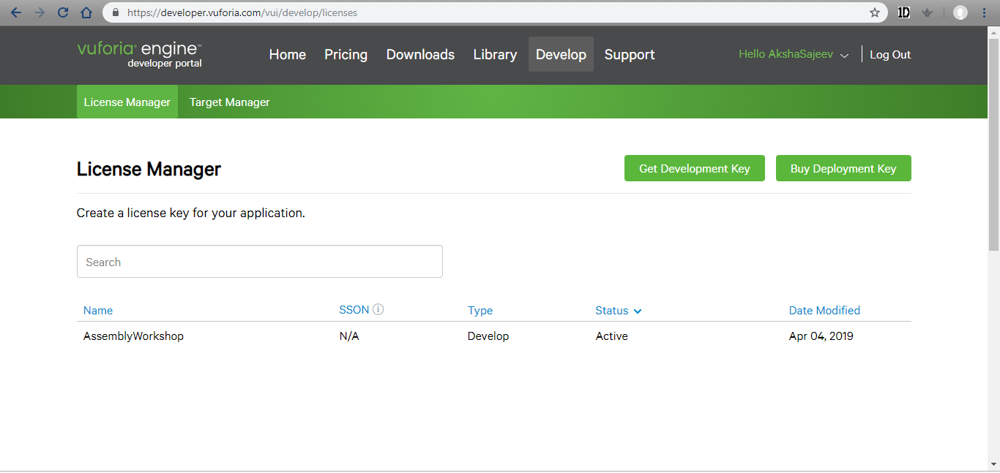 https://developer.vuforia.com/vui/develop/licenses
vuforia® engine™
developer portal
Home Pricing Downloads Library Develop Support
Hello AkshaSajeev Log Out
License Manager Target Manager
License Manager
Get Development Key Buy Deployment Key
Create a license key for your application.
Search
Name SSON Type Status Date Modified
AssemblyWorkshop N/A Develop Active Apr 04, 2019